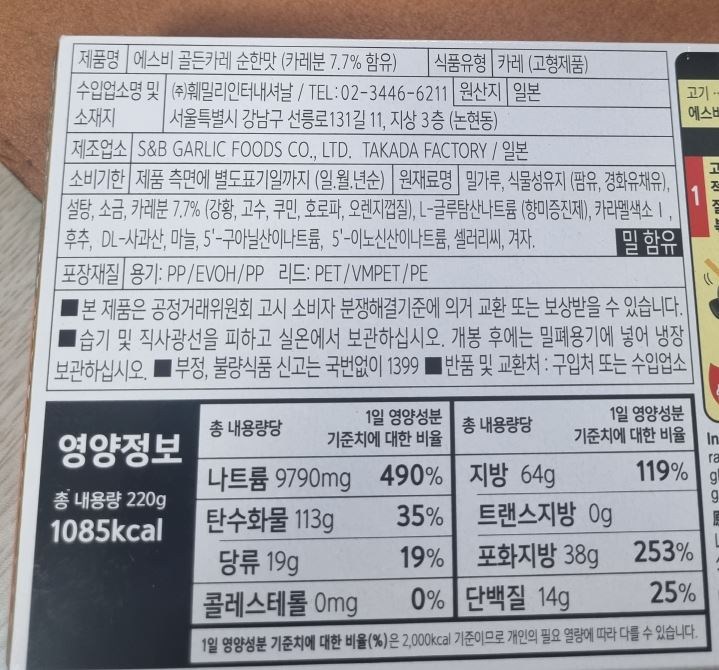 제품명 에스비 골든카레 순한맛 (카레분 7.7% 함유) 식품유형 카레 (고형제품)
수입업소명 및 소재지 ㈜훼밀리인터내셔날 / TEL:02-3446-6211 원산지 일본
서울특별시 강남구 선릉로131길 11, 지상 3층 (논현동)
제조업소 S&B GARLIC FOODS CO., LTD. TAKADA FACTORY / 일본
소비기한 제품 측면에 별도표기일까지 (일.월.년순) 원재료명 밀가루, 식물성유지 (팜유, 경화유채유),
설탕, 소금, 카레분 7.7% (강황, 고수, 쿠민, 호로파, 오렌지껍질), L-글루탐산나트륨 (향미증진제), 카라멜색소Ⅰ,
후추, DL-사과산, 마늘, 5'-구아닐산이나트륨, 5'-이노신산이나트륨, 셀러리씨, 겨자. 밀 함유
포장재질 용기: PP/EVOH/PP 리드: PET/VMPET/PE
■본 제품은 공정거래위원회 고시 소비자 분쟁해결기준에 의거 교환 또는 보상받을 수 있습니다.
■습기 및 직사광선을 피하고 실온에서 보관하십시오. 개봉 후에는 밀폐용기에 넣어 냉장
보관하십시오. ■부정, 불량식품 신고는 국번없이 1399 ■반품 및 교환처 : 구입처 또는 수입업소
영양정보
총 내용량 220g
1085kcal
총 내용량당 1일 영양성분 기준치에 대한 비율
나트륨 9790mg 490%
탄수화물 113g 35%
당류 19g 19%
콜레스테롤 0mg 0%
총 내용량당 1일 영양성분 기준치에 대한 비율
지방 64g 119%
트랜스지방 0g
포화지방 38g 253%
단백질 14g 25%
1일 영양성분 기준치에 대한 비율(%)은 2,000kcal 기준이므로 개인의 필요 열량에 따라 다를 수 있습니다.
고기
에스비
1